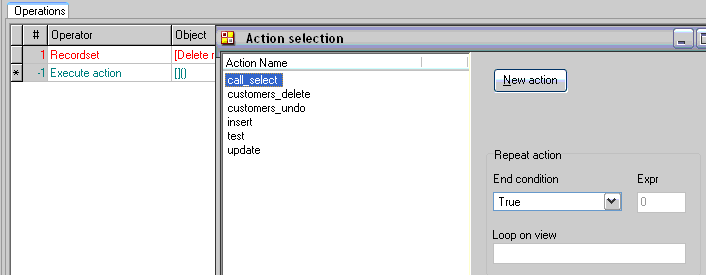 Operations
# Operator Object
1 Recordset [Delete r
* -1 Execute action []()
Action selection
Action Name
call_select
customers_delete
customers_undo
insert
test
update
New action
Repeat action
End condition Expr
True 0
Loop on view